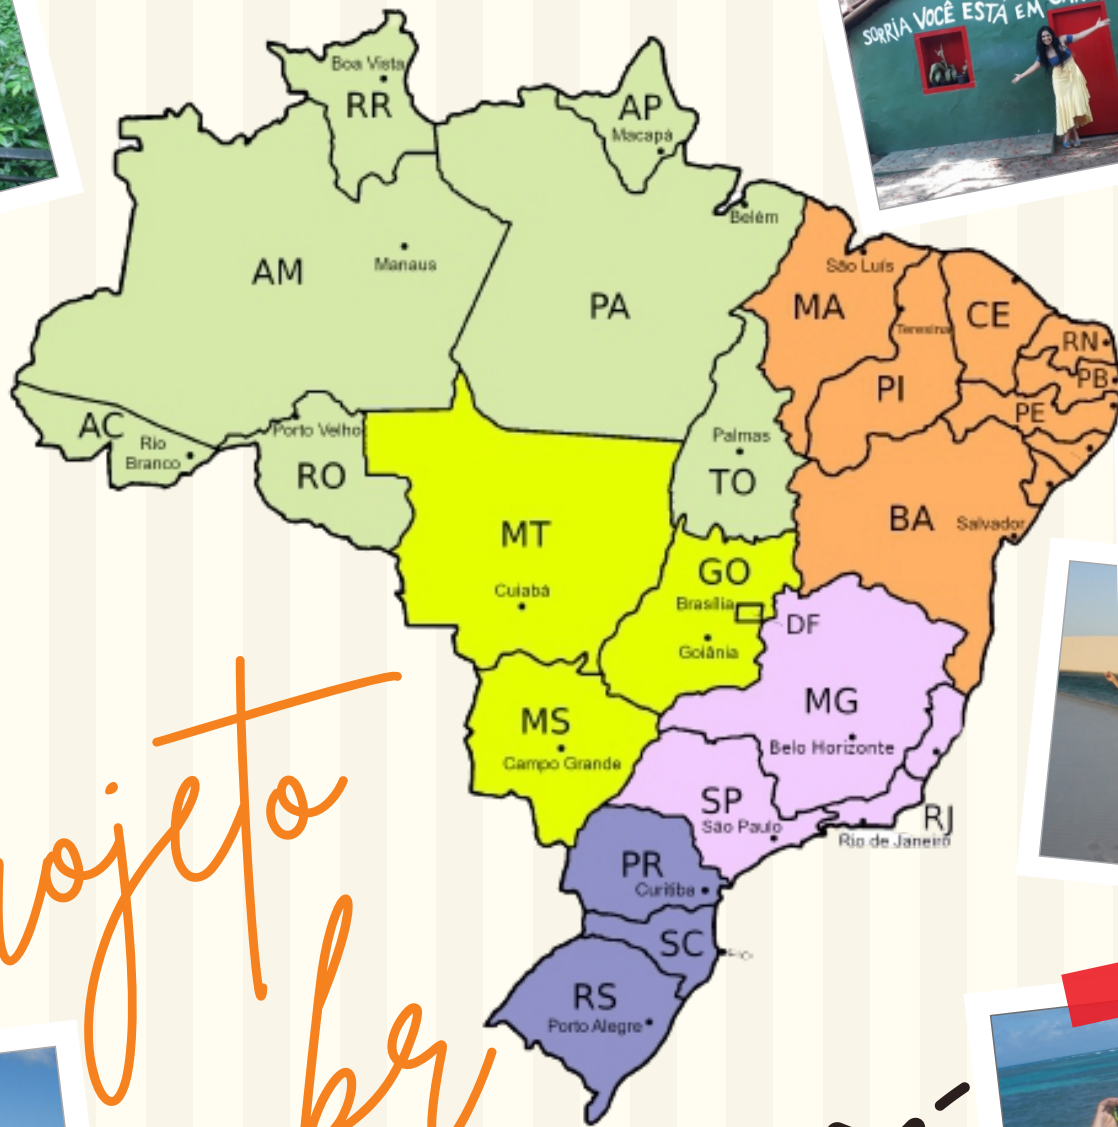 SORRIA VOCÊ ESTÁ EM
Boa Vista
RR
AP
Macapá
Belém
AM
Manaus
PA
São Luís
MA
Teresina
CE
RN
PB
PI
PE
AC
Rio
Branco
Porto Velho
RO
Palmas
TO
MT
Cuiabá
BA
Salvador
GO
Brasília
DF
Goiânia
MS
Campo Grande
MG
Belo Horizonte
SP
São Paulo
RJ
Rio de Janeiro
PR
Curitiba
SC
RS
Porto Alegre
rojeto
br